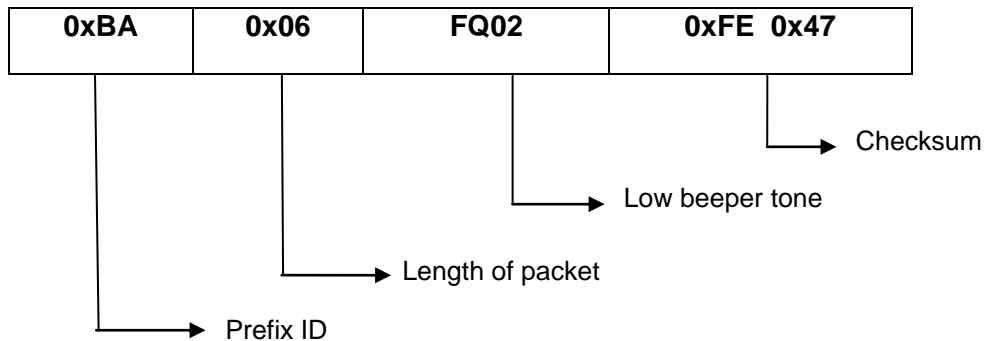 0xBA 0x06 FQ02 0xFE 0x47
Checksum
Low beeper tone
Length of packet
Prefix ID